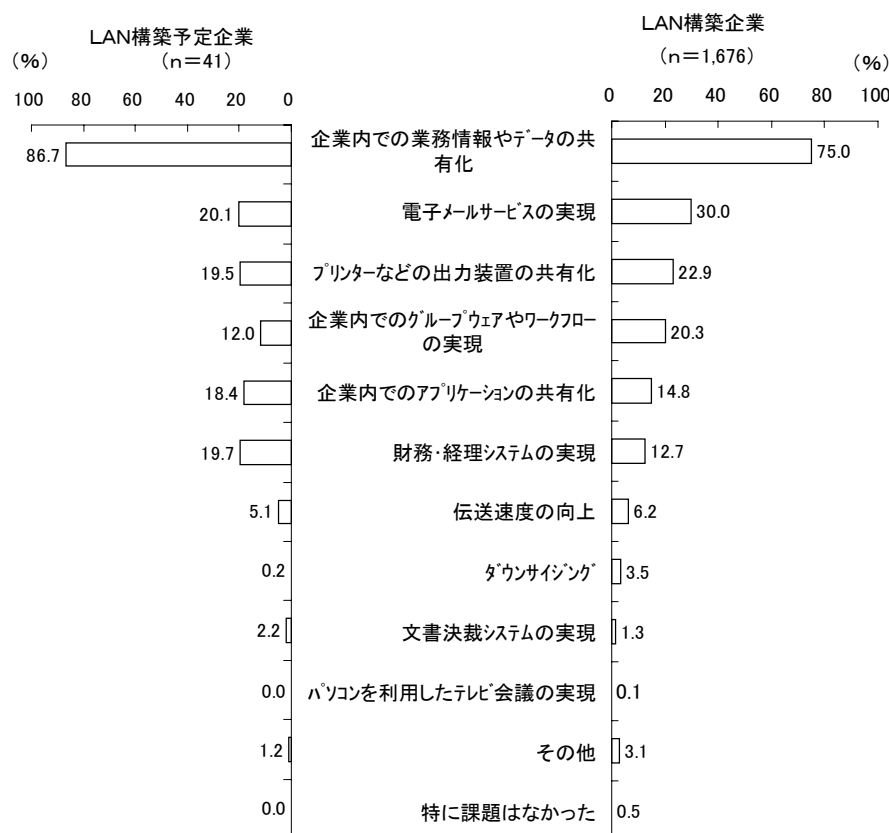 LAN構築予定企業
(n=41)
(%)
100 80 60 40 20 0
LAN構築企業
(n=1,676)
(%)
0 20 40 60 80 100
86.7 企業内での業務情報やﾃﾞｰﾀの共 75.0
有化
20.1 電子ﾒｰﾙｻｰﾋﾞｽの実現 30.0
19.5 ﾌﾟﾘﾝﾀｰなどの出力装置の共有化 22.9
12.0 企業内でのｸﾞﾙｰﾌﾟｳｪｱやﾜｰｸﾌﾛｰ 20.3
の実現
18.4 企業内でのｱﾌﾟﾘｹｰｼｮﾝの共有化 14.8
19.7 財務・経理ｼｽﾃﾑの実現 12.7
5.1 伝送速度の向上 6.2
0.2 ﾀﾞｳﾝｻｲｼﾞﾝｸﾞ 3.5
2.2 文書決裁ｼｽﾃﾑの実現 1.3
0.0 ﾊﾟｿｺﾝを利用したﾃﾚﾋﾞ会議の実現 0.1
1.2 その他 3.1
0.0 特に課題はなかった 0.5